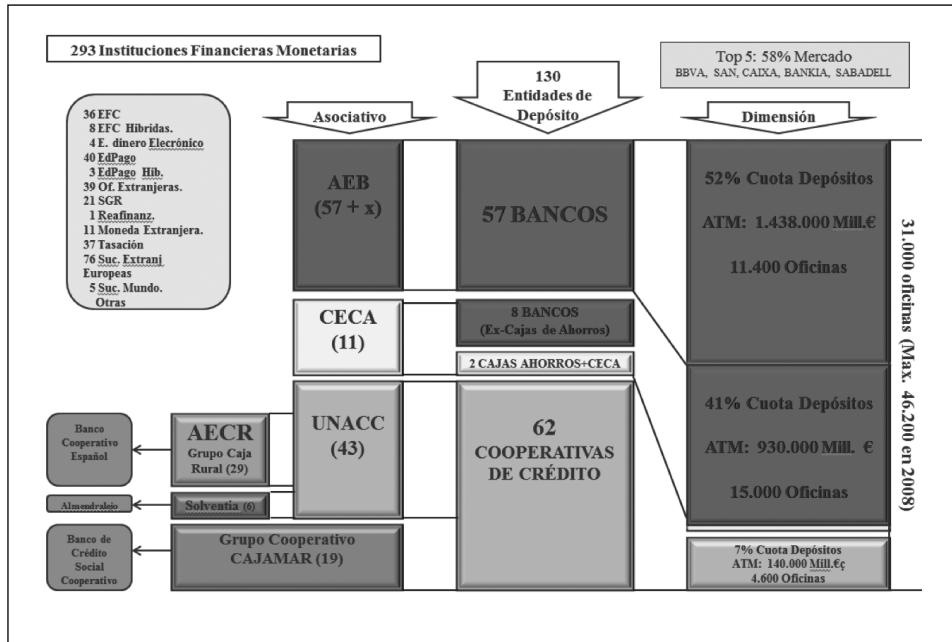 293 Instituciones Financieras Monetarias
Top 5: 58% Mercado
BBVA, SAN, CAIXA, BANKIA, SABADELL
36 EFC
8 EFC Híbridas.
4 E. dinero Elecrónico
40 EdPago
3 EdPago Híb.
39 Of. Extranjeras.
21 SGR
1 Reafinanz.
11 Moneda Extranjera.
37 Tasación
76 Suc. Extranj
Europeas
5 Suc. Mundo.
Otras
Asociativo
130
Entidades de
Depósito
Dimensión
AEB
(57 + x)
57 BANCOS
52% Cuota Depósitos
ATM: 1.438.000 Mill.€
11.400 Oficinas
CECA
(11)
8 BANCOS
(Ex-Cajas de Ahorros)
2 CAJAS AHORROS+CECA
UNACC
(43)
62
COOPERATIVAS
DE CRÉDITO
41% Cuota Depósitos
ATM: 930.000 Mill. €
15.000 Oficinas
Banco
Cooperativo
Español
AECR
Grupo Caja
Rural (29)
Almendralejo
Solventia (6)
Banco de
Crédito
Social
Cooperativo
Grupo Cooperativo
CAJAMAR (19)
7% Cuota Depósitos
ATM: 140.000 Mill.€ç
4.600 Oficinas
31.000 oficinas (Max. 46.200 en 2008)